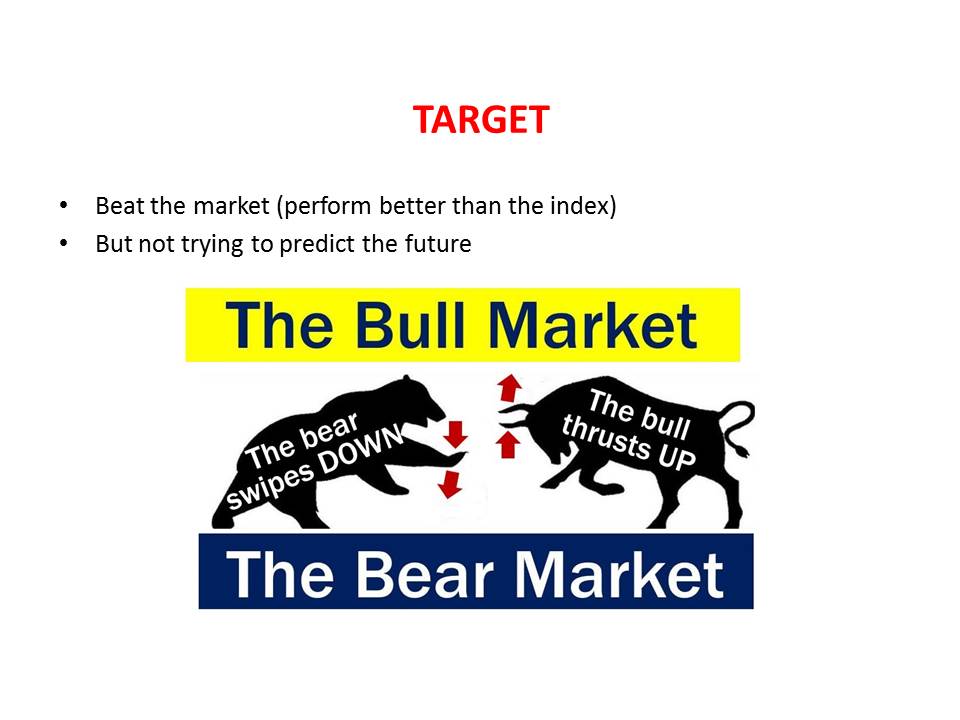 TARGET
• Beat the market (perform better than the index)
• But not trying to predict the future
The Bull Market
The bear
swipes DOWN
The bull
thrusts UP
The Bear Market